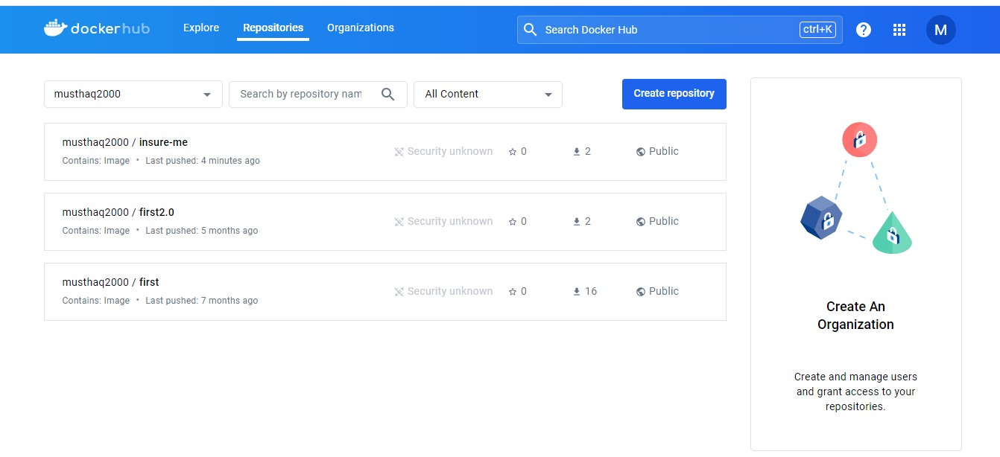 dockerhub Explore Repositories Organizations Search Docker Hub ctrl+K ? M
musthaq2000 Search by repository nam All Content Create repository
musthaq2000 / insure-me
Contains: Image • Last pushed: 4 minutes ago
Security unknown 0 2 Public
musthaq2000 / first2.0
Contains: Image • Last pushed: 5 months ago
Security unknown 0 2 Public
musthaq2000 / first
Contains: Image • Last pushed: 7 months ago
Security unknown 0 16 Public
Create An
Organization
Create and manage users
and grant access to your
repositories.